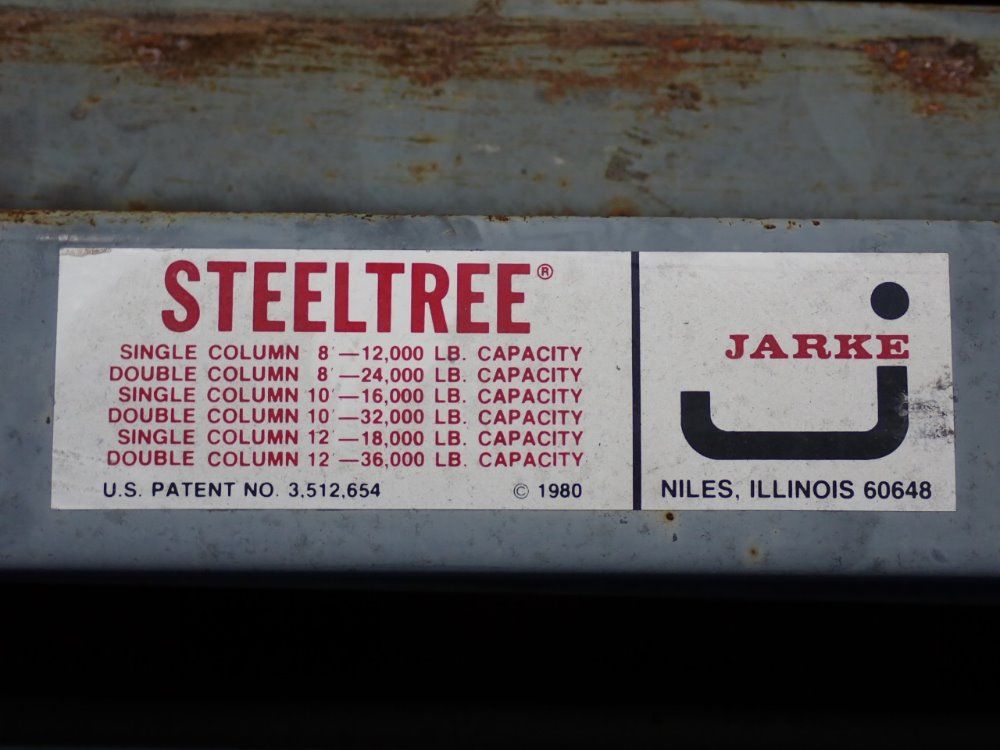 STEELTREE®
SINGLE COLUMN 8'—12,000 LB. CAPACITY
DOUBLE COLUMN 8'—24,000 LB. CAPACITY
SINGLE COLUMN 10'—16,000 LB. CAPACITY
DOUBLE COLUMN 10'—32,000 LB. CAPACITY
SINGLE COLUMN 12'—18,000 LB. CAPACITY
DOUBLE COLUMN 12'—36,000 LB. CAPACITY
U.S. PATENT NO. 3,512,654 © 1980
JARKE
NILES, ILLINOIS 60648